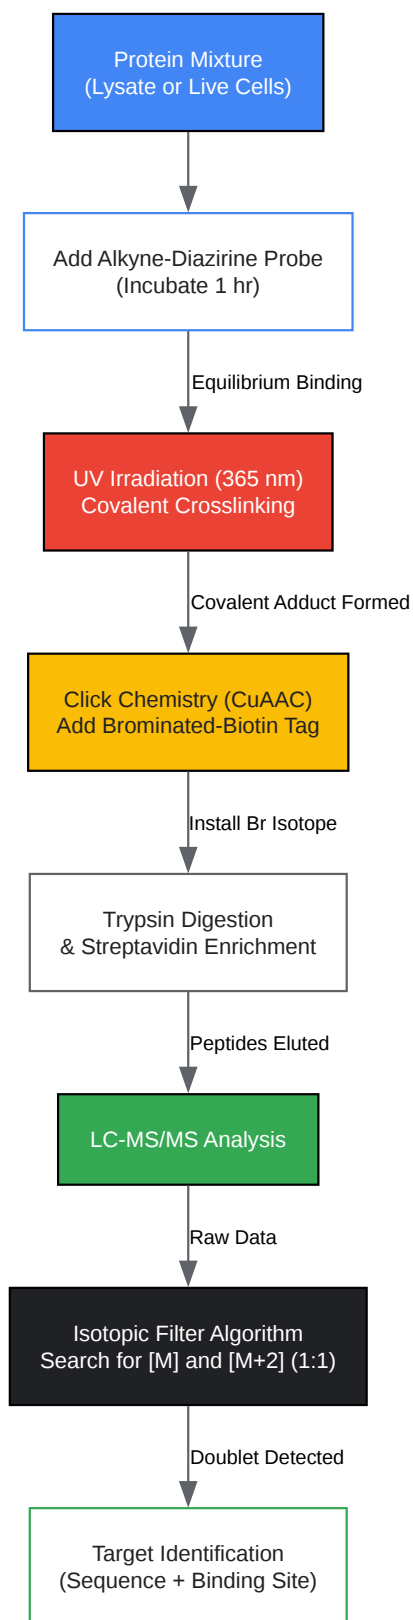 Protein Mixture
(Lysate or Live Cells)
Add Alkyne-Diazirine Probe
(Incubate 1 hr)
Equilibrium Binding
UV Irradiation (365 nm)
Covalent Crosslinking
Covalent Adduct Formed
Click Chemistry (CuAAC)
Add Brominated-Biotin Tag
Install Br Isotope
Trypsin Digestion
& Streptavidin Enrichment
Peptides Eluted
LC-MS/MS Analysis
Raw Data
Isotopic Filter Algorithm
Search for [M] and [M+2] (1:1)
Doublet Detected
Target Identification
(Sequence + Binding Site)